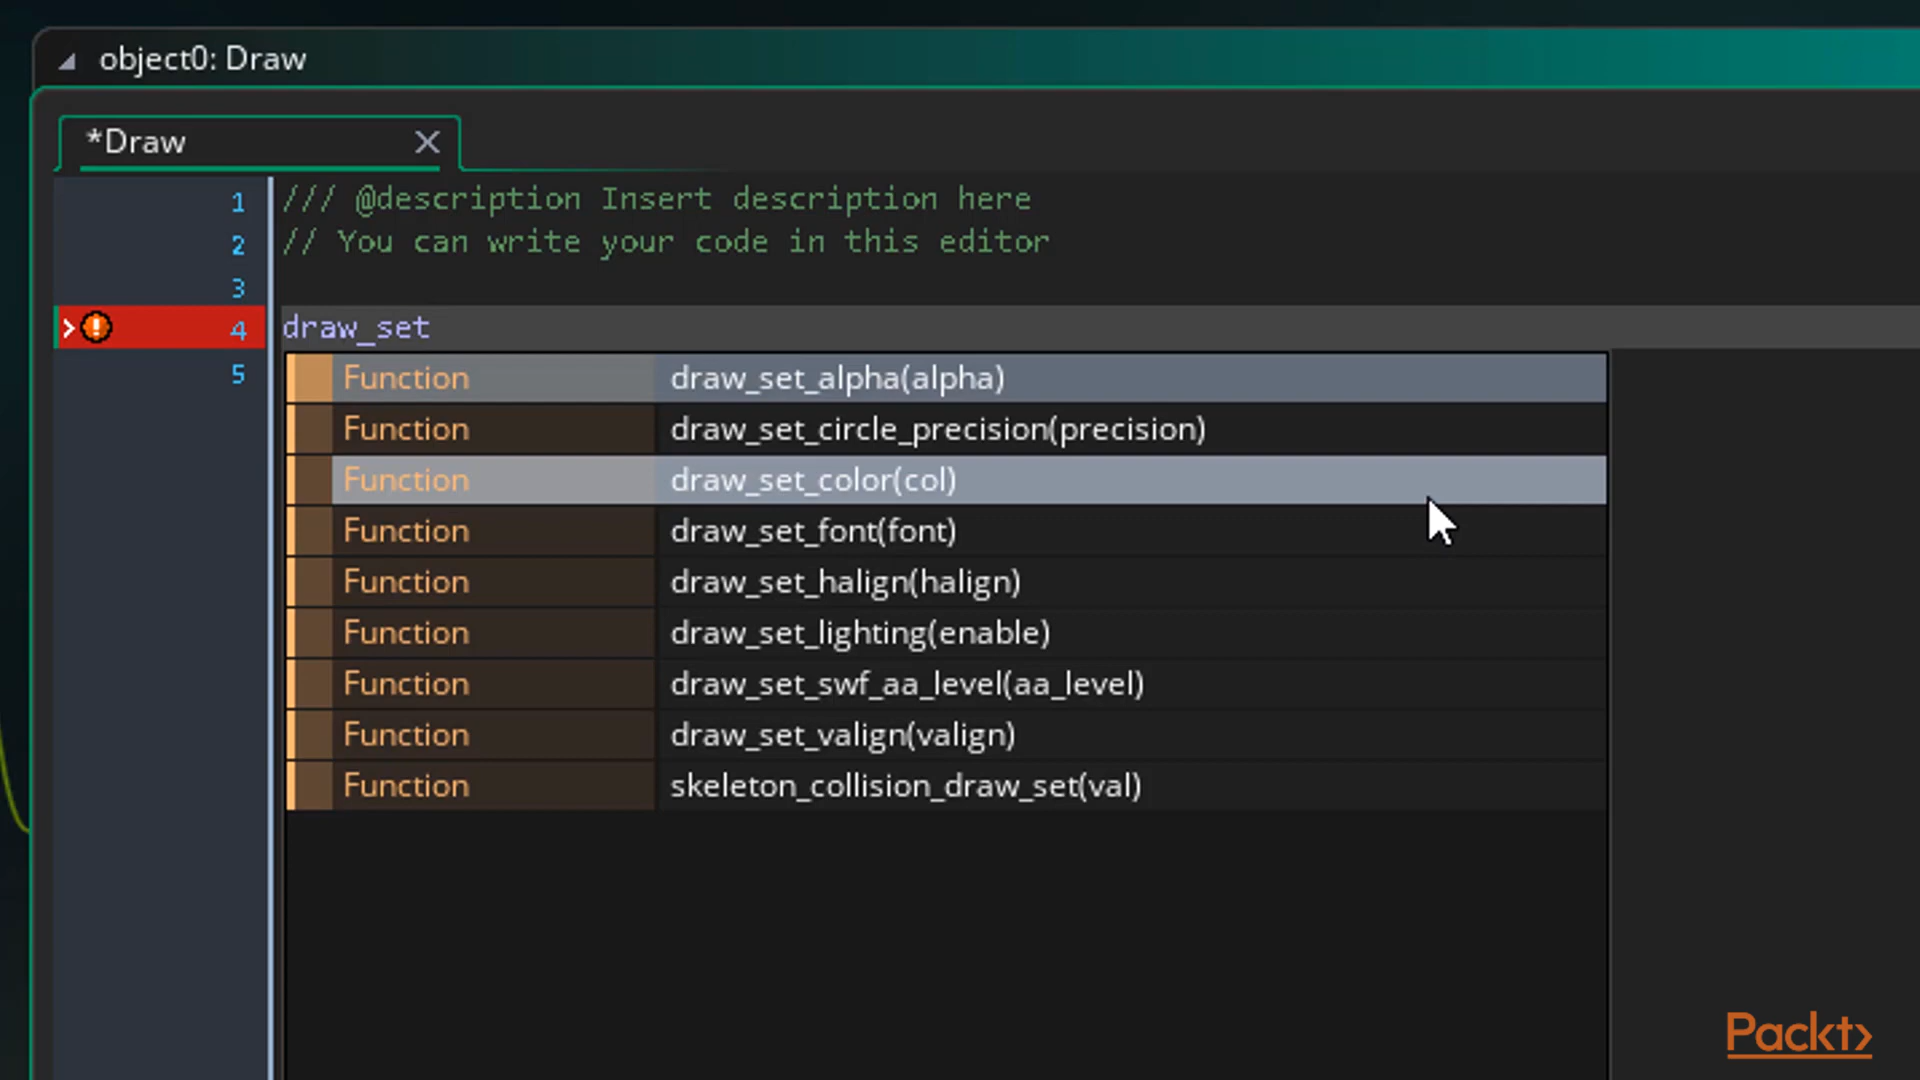 object0: Draw
*Draw
1 /// @description Insert description here
2 // You can write your code in this editor
3
4 draw_set
Function draw_set_alpha(alpha)
5
Function draw_set_circle_precision(precision)
Function draw_set_color(col)
Function draw_set_font(font)
Function draw_set_halign(halign)
Function draw_set_lighting(enable)
Function draw_set_swf_aa_level(aa_level)
Function draw_set_valign(valign)
Function skeleton_collision_draw_set(val)
Packt>